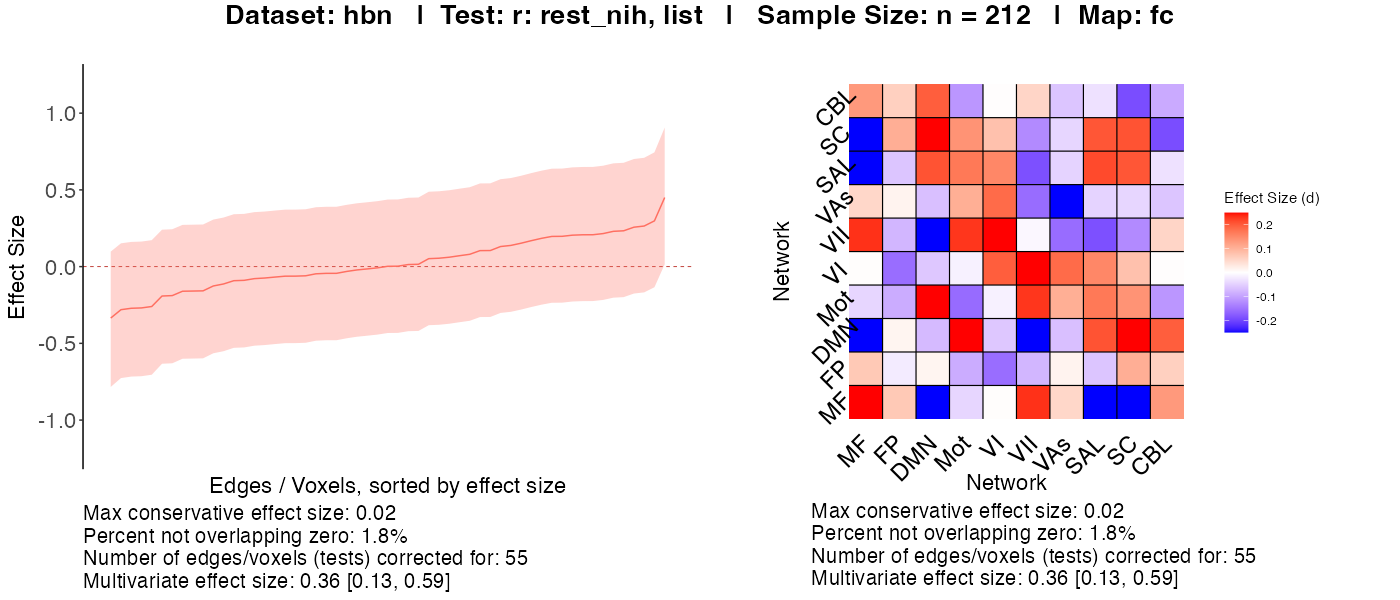 Dataset: hbn | Test: r: rest_nih, list | Sample Size: n = 212 | Map: fc
Effect Size
1.0
0.5
0.0
-0.5
-1.0
Edges / Voxels, sorted by effect size
Max conservative effect size: 0.02
Percent not overlapping zero: 1.8%
Number of edges/voxels (tests) corrected for: 55
Multivariate effect size: 0.36 [0.13, 0.59]
Network
CBL
SC
SAL
VAs
VII
VI
Mot
DMN
FP
MF
MF FP DMN Mot VI VII VAs SAL SC CBL
Network
Effect Size (d)
0.2
0.1
0.0
-0.1
-0.2
Max conservative effect size: 0.02
Percent not overlapping zero: 1.8%
Number of edges/voxels (tests) corrected for: 55
Multivariate effect size: 0.36 [0.13, 0.59]